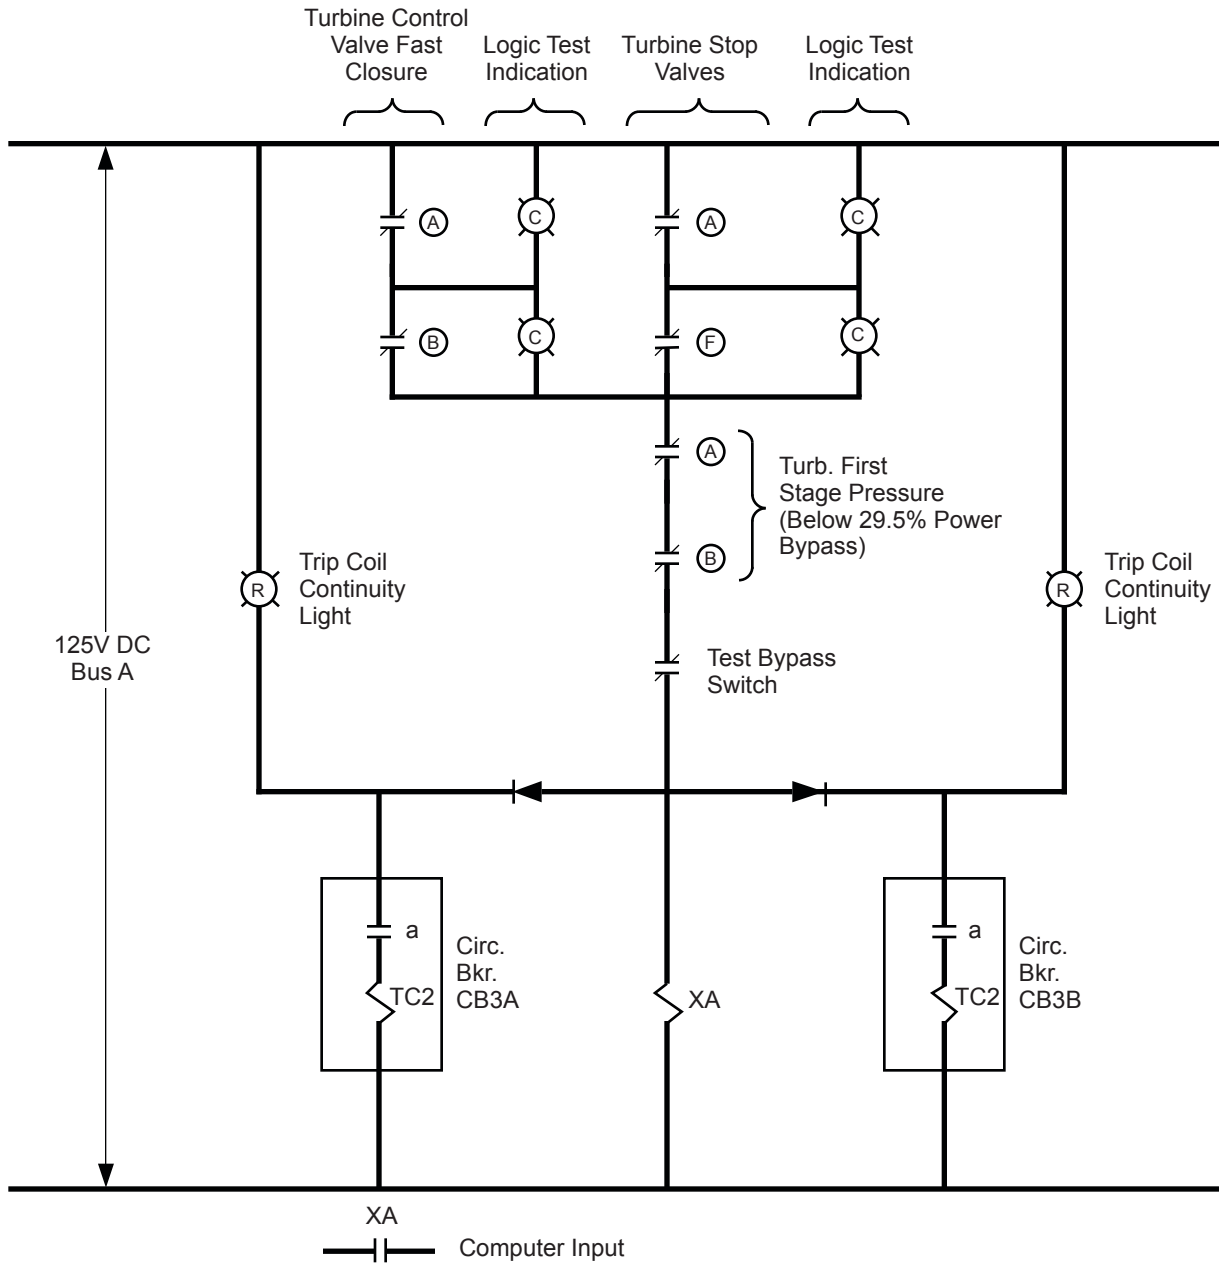 Turbine Control
Valve Fast
Closure
Logic Test
Indication
Turbine Stop
Valves
Logic Test
Indication
A
C
A
C
B
C
F
C
A
B
Turb. First
Stage Pressure
(Below 29.5% Power
Bypass)
R
Trip Coil
Continuity
Light
R
Trip Coil
Continuity
Light
125V DC
Bus A
Test Bypass
Switch
a
TC2
Circ.
Bkr.
CB3A
XA
a
TC2
Circ.
Bkr.
CB3B
XA
Computer Input